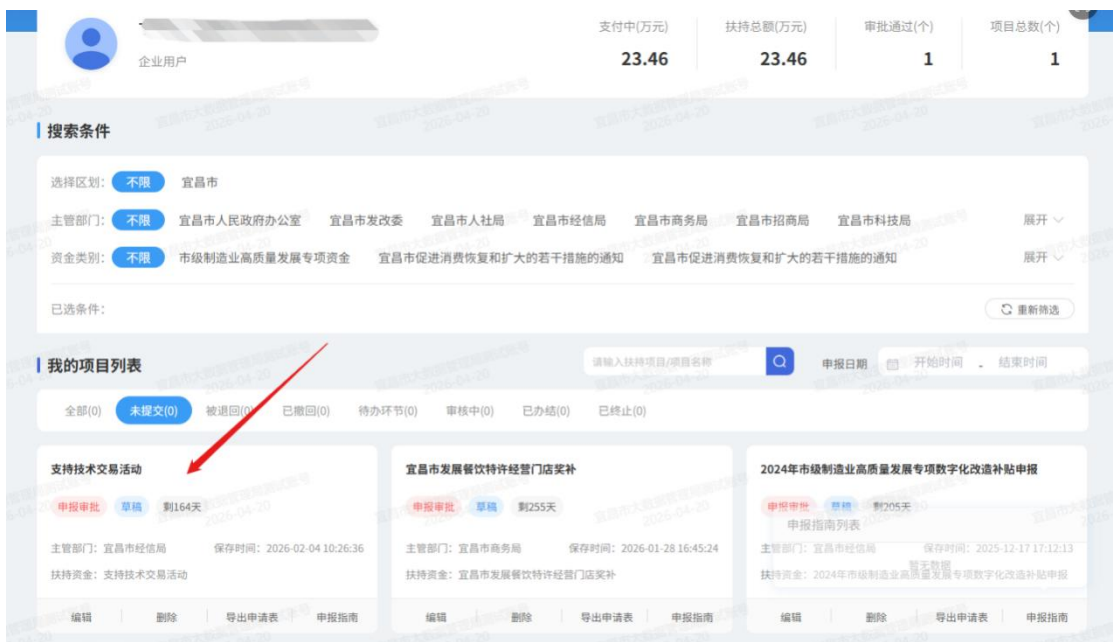 支付中(万元) 扶持总额(万元) 审批通过(个) 项目总数(个)
企业用户 23.46 23.46 1 1
搜索条件
选择区划: 不限 宜昌市
主管部门: 不限 宜昌市人民政府办公室 宜昌市发改委 宜昌市人社局 宜昌市经信局 宜昌市商务局 宜昌市招商局 宜昌市科技局 展开
资金类别: 不限 市级制造业高质量发展专项资金 宜昌市促进消费恢复和扩大的若干措施的通知 宜昌市促进消费恢复和扩大的若干措施的通知 展开
已选条件: 重新筛选
我的项目列表 请输入扶持项目/项目名称 申报日期 开始时间 - 结束时间
全部(0) 未提交(0) 被退回(0) 已撤回(0) 待办环节(0) 审核中(0) 已办结(0) 已终止(0)
支持技术交易活动 宜昌市发展餐饮特许经营门店奖补 2024年市级制造业高质量发展专项数字化改造补贴申报
申报审批 草稿 剩164天 申报审批 草稿 剩255天 申报审批 草稿 剩205天
申报指南列表
主管部门: 宜昌市经信局 保存时间: 2026-02-04 10:26:36 主管部门: 宜昌市商务局 保存时间: 2026-01-28 16:45:24 主管部门: 宜昌市经信局 保存时间: 2025-12-17 17:12:13
暂无数据
扶持资金: 支持技术交易活动 扶持资金: 宜昌市发展餐饮特许经营门店奖补 扶持资金: 2024年市级制造业高质量发展专项数字化改造补贴申报
编辑 删除 导出申请表 申报指南 编辑 删除 导出申请表 申报指南 编辑 删除 导出申请表 申报指南